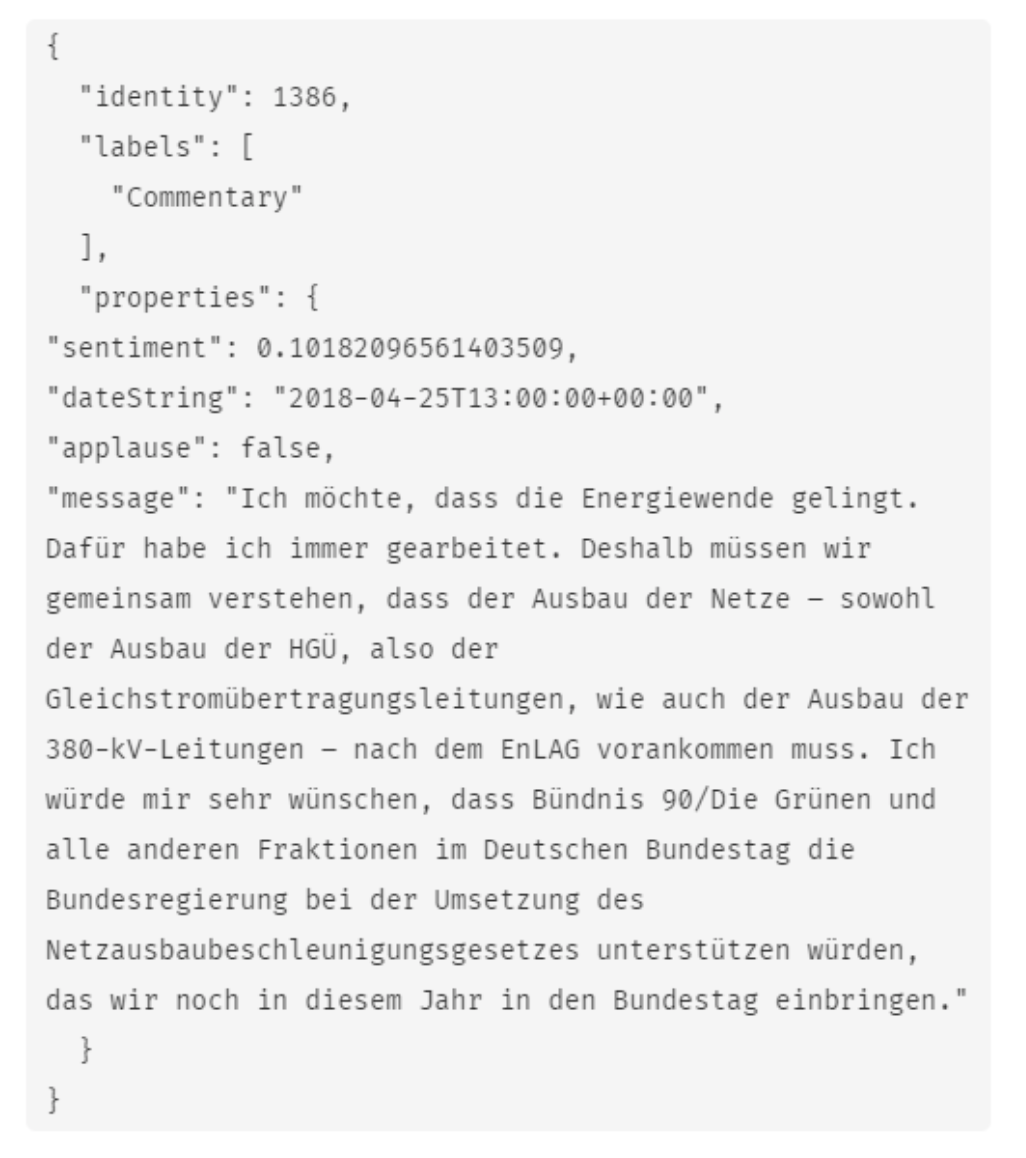 {
  "identity": 1386,
  "labels": [
    "Commentary"
  ],
  "properties": {
"sentiment": 0.10182096561403509,
"dateString": "2018-04-25T13:00:00+00:00",
"applause": false,
"message": "Ich möchte, dass die Energiewende gelingt.
Dafür habe ich immer gearbeitet. Deshalb müssen wir
gemeinsam verstehen, dass der Ausbau der Netze – sowohl
der Ausbau der HGÜ, also der
Gleichstromübertragungsleitungen, wie auch der Ausbau der
380-kV-Leitungen – nach dem EnLAG vorankommen muss. Ich
würde mir sehr wünschen, dass Bündnis 90/Die Grünen und
alle anderen Fraktionen im Deutschen Bundestag die
Bundesregierung bei der Umsetzung des
Netzausbaubeschleunigungsgesetzes unterstützen würden,
das wir noch in diesem Jahr in den Bundestag einbringen."
  }
}